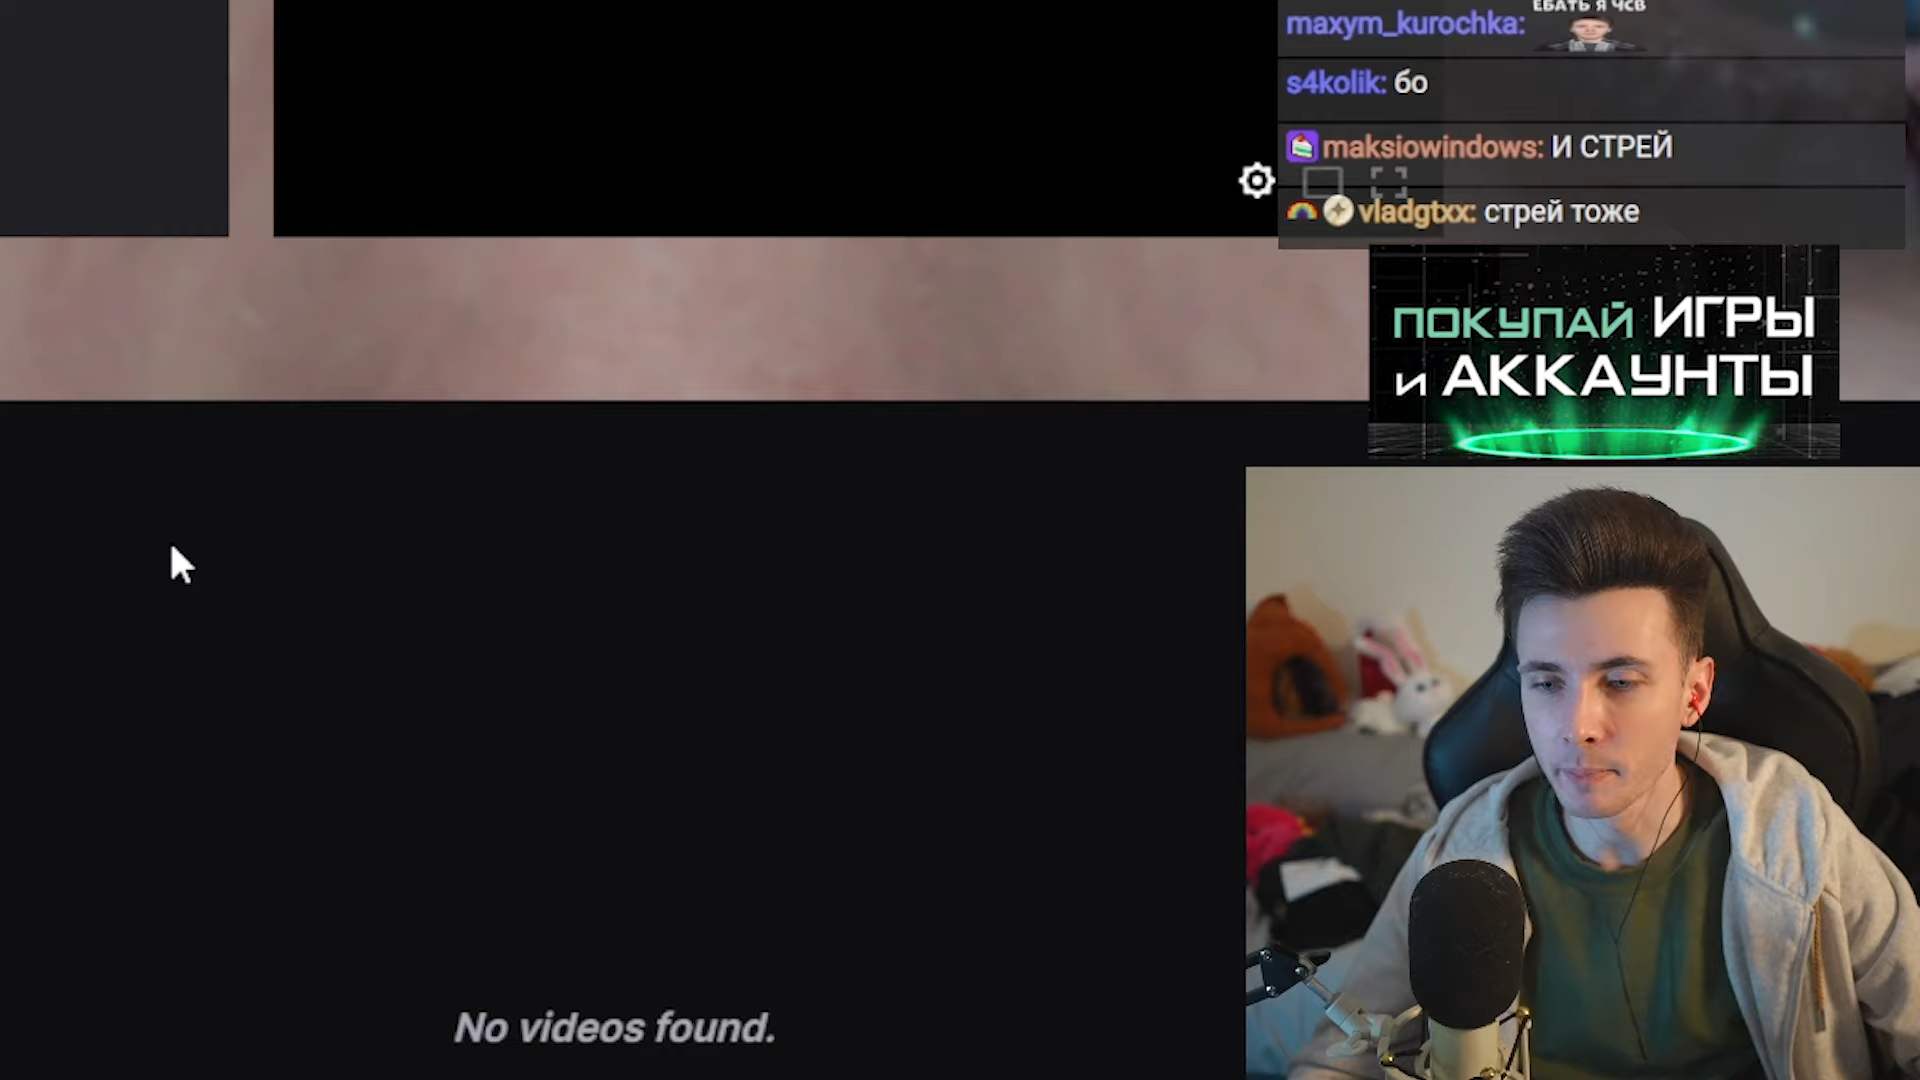 ЕБАТЬ Я ЧСВ
maxym_kurochka:
s4kolik: бо
maksiowindows: И СТРЕЙ
vladgtxx: стрей тоже
ПОКУПАЙ ИГРЫ
и АККАУНТЫ
No videos found.